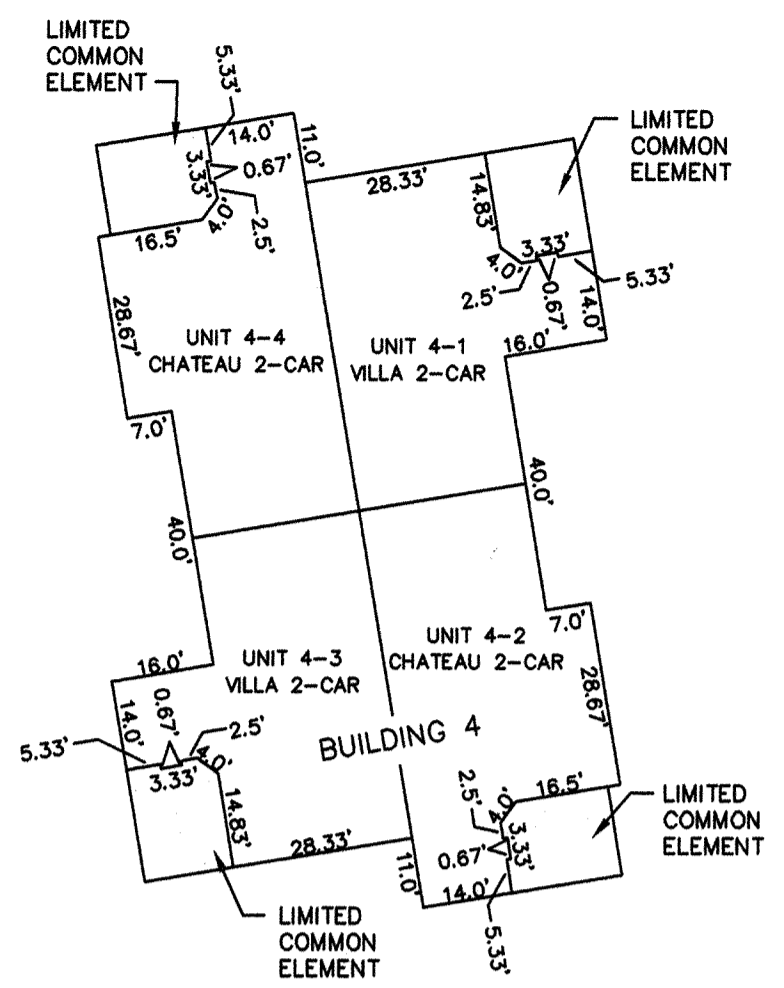 LIMITED
COMMON
ELEMENT
5.33'
14.0'
11.0'
3.33'
0.67'
4.0'
2.5'
16.5'
28.67'
UNIT 4-4
CHATEAU 2-CAR
7.0'
LIMITED
COMMON
ELEMENT
28.33'
14.83'
4.0'
3.33'
2.5'
0.67'
5.33'
14.0'
16.0'
UNIT 4-1
VILLA 2-CAR
40.0'
40.0'
16.0'
UNIT 4-3
VILLA 2-CAR
14.0'
0.67'
2.5'
5.33'
4.0'
3.33'
14.83'
28.33'
LIMITED
COMMON
ELEMENT
UNIT 4-2
CHATEAU 2-CAR
7.0'
28.67'
BUILDING 4
16.5'
2.5'
4.0'
3.33'
0.67'
11.0'
14.0'
5.33'
LIMITED
COMMON
ELEMENT